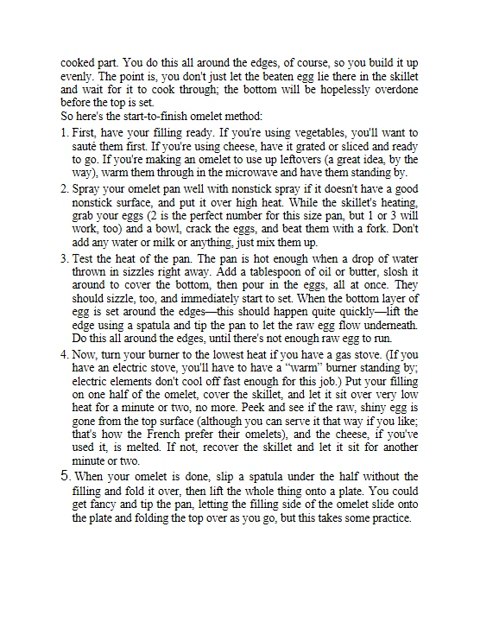 cooked part. You do this all around the edges, of course, so you build it up
evenly. The point is, you don't just let the beaten egg lie there in the skillet
and wait for it to cook through; the bottom will be hopelessly overdone
before the top is set.
So here's the start-to-finish omelet method:
1. First, have your filling ready. If you're using vegetables, you'll want to
sauté them first. If you're using cheese, have it grated or sliced and ready
to go. If you're making an omelet to use up leftovers (a great idea, by the
way), warm them through in the microwave and have them standing by.
2. Spray your omelet pan well with nonstick spray if it doesn't have a good
nonstick surface, and put it over high heat. While the skillet's heating,
grab your eggs (2 is the perfect number for this size pan, but 1 or 3 will
work, too) and a bowl, crack the eggs, and beat them with a fork. Don't
add any water or milk or anything, just mix them up.
3. Test the heat of the pan. The pan is hot enough when a drop of water
thrown in sizzles right away. Add a tablespoon of oil or butter, slosh it
around to cover the bottom, then pour in the eggs, all at once. They
should sizzle, too, and immediately start to set. When the bottom layer of
egg is set around the edges—this should happen quite quickly—lift the
edge using a spatula and tip the pan to let the raw egg flow underneath.
Do this all around the edges, until there's not enough raw egg to run.
4. Now, turn your burner to the lowest heat if you have a gas stove. (If you
have an electric stove, you'll have to have a “warm” burner standing by;
electric elements don't cool off fast enough for this job.) Put your filling
on one half of the omelet, cover the skillet, and let it sit over very low
heat for a minute or two, no more. Peek and see if the raw, shiny egg is
gone from the top surface (although you can serve it that way if you like;
that's how the French prefer their omelets), and the cheese, if you've
used it, is melted. If not, recover the skillet and let it sit for another
minute or two.
5. When your omelet is done, slip a spatula under the half without the
filling and fold it over, then lift the whole thing onto a plate. You could
get fancy and tip the pan, letting the filling side of the omelet slide onto
the plate and folding the top over as you go, but this takes some practice.